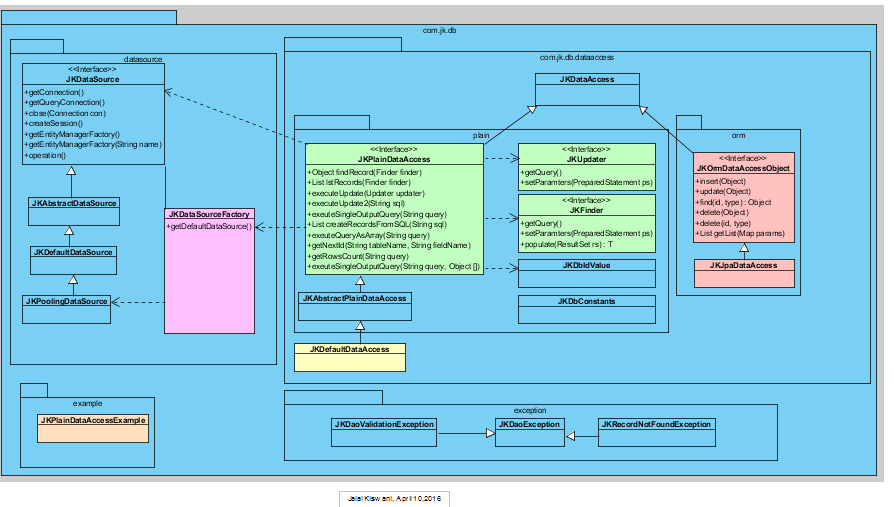 com.jk.db
datasource
<<Interface>>
JKDataSource
+getConnection()
+getQueryConnection()
+close(Connection con)
+createSession()
+getEntityManagerFactory()
+getEntityManagerFactory(String name)
+operation()
JKAbstractDataSource
JKDefaultDataSource
JKPoolingDataSource
JKDataSourceFactory
+getDefaultDataSource()
com.jk.db.dataaccess
JKDataAccess
plain
<<Interface>>
JKPlainDataAccess
+Object findRecord(Finder finder)
+List lstRecords(Finder finder)
+executeUpdate(Updater updater)
+executeUpdate2(String sql)
+exeuteSingleOutputQuery(String query)
+List createRecordsFromSQL(String sql)
+exeuteQueryAsArray(String query)
+getNextId(String tableName, String fieldName)
+getRowsCount(String query)
+exeuteSingleOutputQuery(String query, Object [])
JKAbstractPlainDataAccess
JKDefaultDataAccess
<<Interface>>
JKUpdater
+getQuery()
+setParamters(PreparedStatement ps)
<<Interface>>
JKFinder
+getQuery()
+setParamters(PreparedStatement ps)
+populate(ResultSet rs) : T
JKDbIdValue
JKDbConstants
orm
<<Interface>>
JKOrmDataAccessObject
+insert(Object)
+update(Object)
+find(id, type) : Object
+delete(Object)
+delete(id, type)
+List getList(Map params)
JKJpaDataAccess
example
JKPlainDataAccessExample
exception
JKDaoValidationException
JKDaoException
JKRecordNotFoundException
Jalal Kiswani, April 10,2016